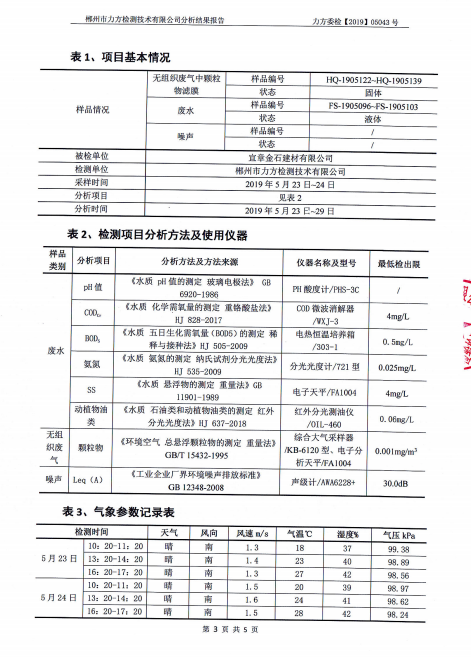 郴州市力方检测技术有限公司分析结果报告 力方委检【2019】05043 号
表 1、项目基本情况
样品情况 无组织废气中颗粒物滤膜 样品编号 HQ-1905122~HQ-1905139
状态 固体
废水 样品编号 FS-1905096~FS-1905103
状态 液体
噪声 样品编号 /
状态 /
被检单位 宜章金石建材有限公司
检测单位 郴州市力方检测技术有限公司
采样时间 2019 年 5 月 23 日~24 日
分析项目 见表 2
分析时间 2019 年 5 月 23 日~29 日
表 2、检测项目分析方法及使用仪器
样品类别 分析项目 分析方法及方法来源 仪器名称及型号 最低检出限
废水 pH 值 《水质 pH 值的测定 玻璃电极法》 GB 6920-1986 PH 酸度计/PHS-3C /
CODcr 《水质 化学需氧量的测定 重铬酸盐法》 HJ 828-2017 COD 微波消解器/WXJ-3 4mg/L
BOD5 《水质 五日生化需氧量(BOD5)的测定 稀释与接种法》HJ 505-2009 电热恒温培养箱/303-1 0.5mg/L
氨氮 《水质 氨氮的测定 纳氏试剂分光光度法》 HJ 535-2009 分光光度计/721 型 0.025mg/L
SS 《水质 悬浮物的测定 重量法》GB 11901-1989 电子天平/FA1004 4mg/L
动植物油类 《水质 石油类和动植物油类的测定 红外分光光度法》HJ 637-2018 红外分光测油仪/OIL-460 0.06mg/L
无组织废气 颗粒物 《环境空气 总悬浮颗粒物的测定 重量法》 GB/T 15432-1995 综合大气采样器/KB-6120 型、电子分析天平/FA1004 0.001mg/m³
噪声 Leq（A） 《工业企业厂界环境噪声排放标准》 GB 12348-2008 声级计/AWA6228+ 30.0dB
表 3、气象参数记录表
检测时间 天气 风向 风速 m/s 气温℃ 湿度% 气压 kPa
5 月 23 日 10: 20-11: 20 晴 南 1.3 18 37 99.38
13: 20-14: 20 晴 南 1.4 23 40 98.89
16: 20-17: 20 晴 南 1.3 27 42 98.56
5 月 24 日 10: 20-11: 20 晴 南 1.5 20 39 98.97
13: 20-14: 20 晴 南 1.6 24 41 98.62
16: 20-17: 20 晴 南 1.5 28 42 98.24
第 3 页 共 5 页